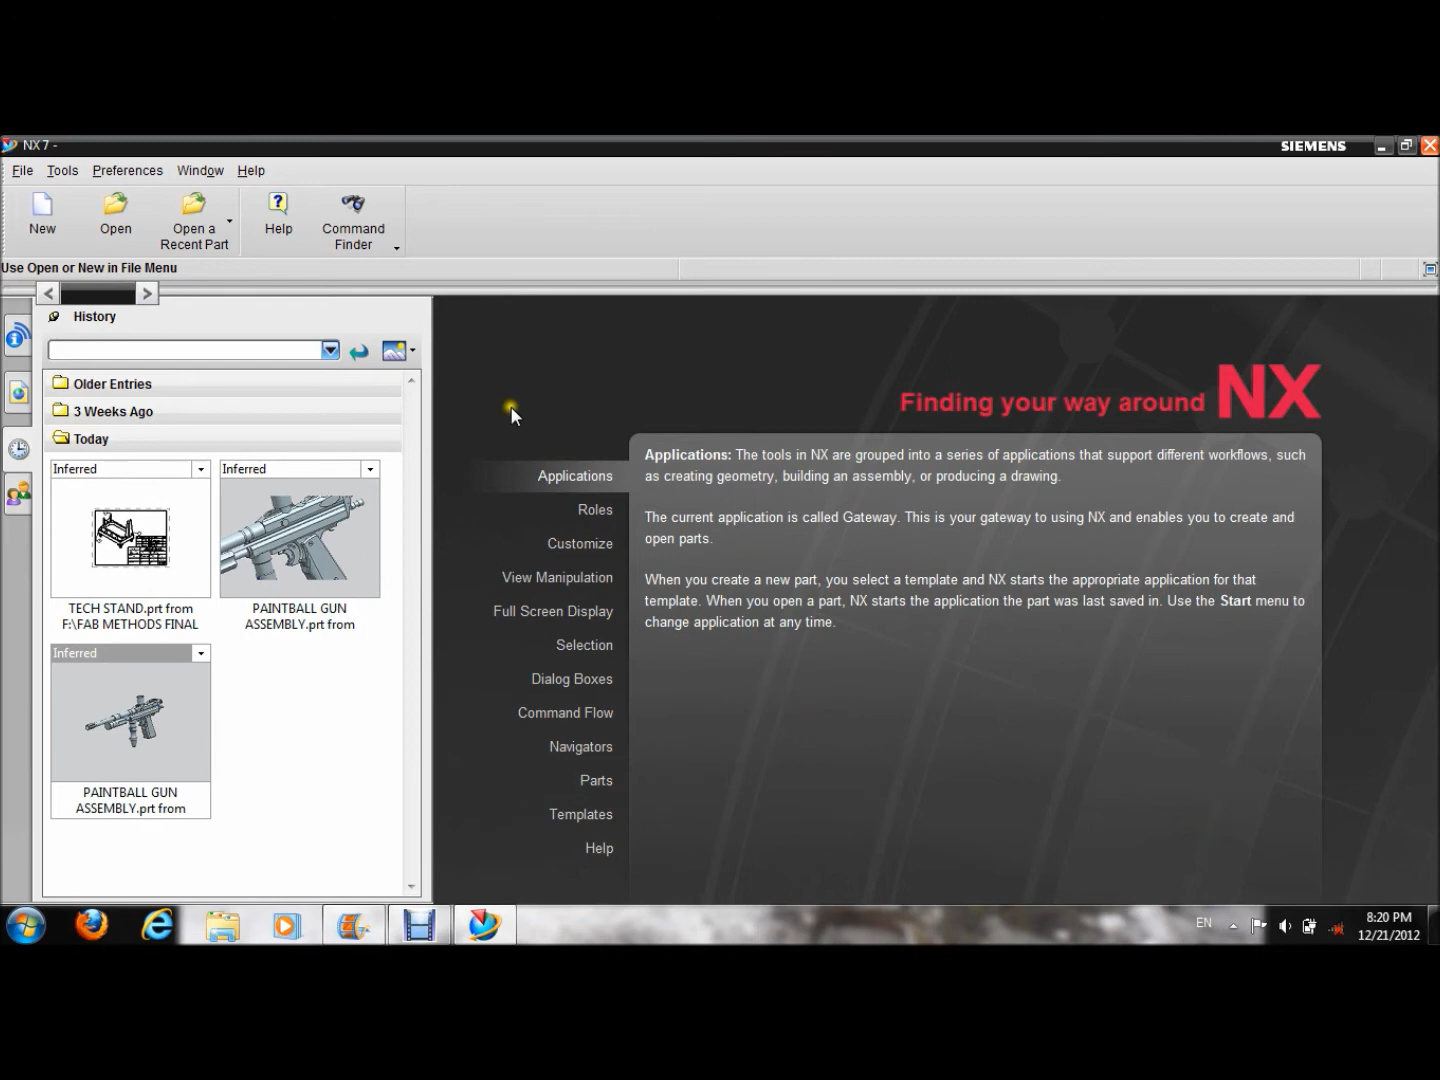 NX 7 -
SIEMENS
File Tools Preferences Window Help
New
Open
Open a
Recent Part
Help
Command
Finder
Use Open or New in File Menu
History
Older Entries
3 Weeks Ago
Today
Inferred
Inferred
TECH STAND.prt from
F:\FAB METHODS FINAL
PAINTBALL GUN
ASSEMBLY.prt from
Inferred
PAINTBALL GUN
ASSEMBLY.prt from
Finding your way around NX
Applications
Roles
Customize
View Manipulation
Full Screen Display
Selection
Dialog Boxes
Command Flow
Navigators
Parts
Templates
Help
Applications: The tools in NX are grouped into a series of applications that support different workflows, such
as creating geometry, building an assembly, or producing a drawing.
The current application is called Gateway. This is your gateway to using NX and enables you to create and
open parts.
When you create a new part, you select a template and NX starts the appropriate application for that
template. When you open a part, NX starts the application the part was last saved in. Use the Start menu to
change application at any time.
EN
8:20 PM
12/21/2012